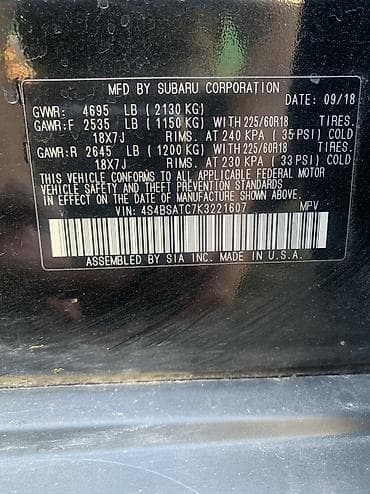 MFD BY SUBARU CORPORATION
DATE: 09/18
GVWR: 4695 LB (2130 KG)
GAWR:F 2535 LB (1150 KG) WITH 225/60R18 TIRES.
18X7J RIMS. AT 240 KPA (35 PSI) COLD
GAWR:R 2645 LB (1200 KG) WITH 225/60R18 TIRES.
18X7J RIMS. AT 230 KPA (33 PSI) COLD
THIS VEHICLE CONFORMS TO ALL APPLICABLE FEDERAL MOTOR
VEHICLE SAFETY AND THEFT PREVENTION STANDARDS
IN EFFECT ON THE DATE OF MANUFACTURE SHOWN ABOVE.
VIN: 4S4BSATC7K3221607 MPV
ASSEMBLED BY SIA INC. MADE IN U.S.A.